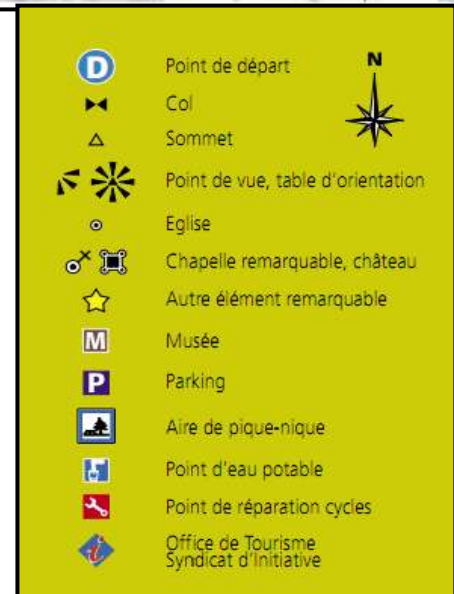 N
D Point de départ
Col
Sommet
Point de vue, table d'orientation
Eglise
Chapelle remarquable, château
Autre élément remarquable
M Musée
P Parking
Aire de pique-nique
Point d'eau potable
Point de réparation cycles
i Office de Tourisme
Syndicat d'Initiative